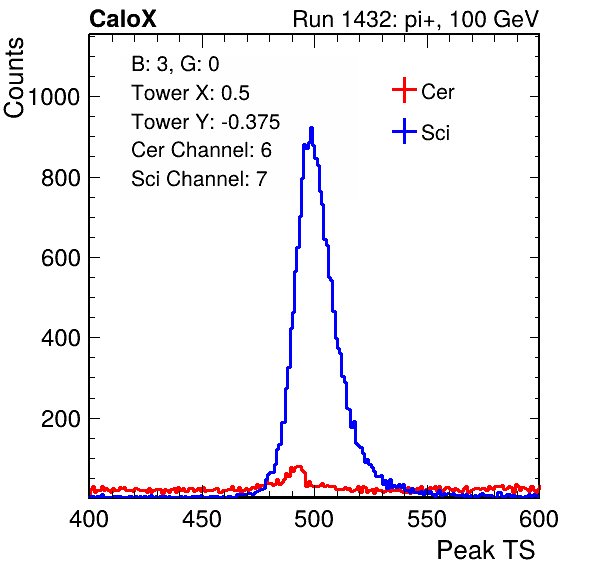 CaloX Run 1432: pi+, 100 GeV
Counts
B: 3, G: 0
Tower X: 0.5
Tower Y: -0.375
Cer Channel: 6
Sci Channel: 7
Cer
Sci
1000
800
600
400
200
400 450 500 550 600
Peak TS